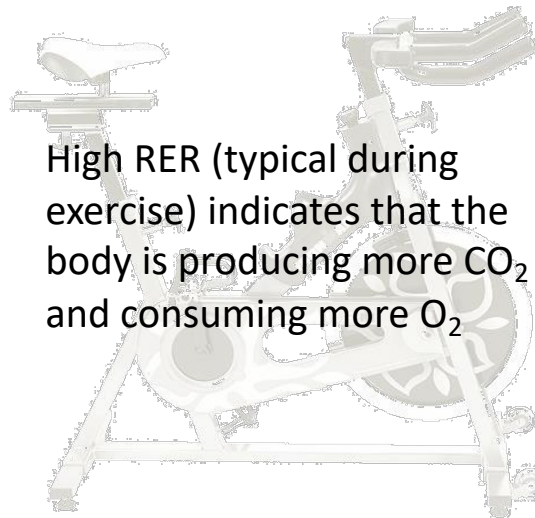 High RER (typical during
exercise) indicates that the
body is producing more CO₂
and consuming more O₂